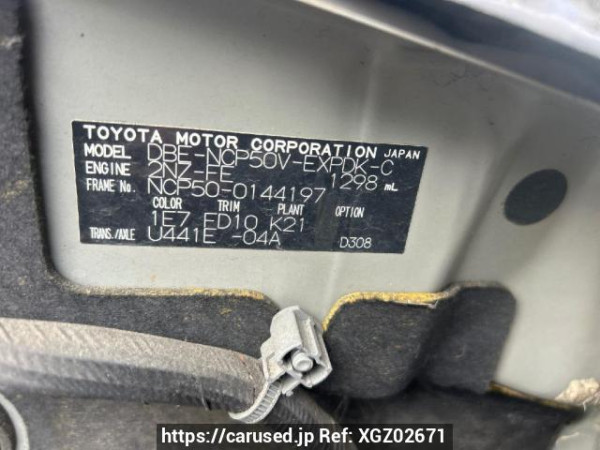 TOYOTA MOTOR CORPORATION JAPAN
MODEL DBE-NCP50V-EXPDK-C
ENGINE 2NZ-FE 1298 mL
FRAME No. NCP50-0144197
COLOR TRIM PLANT OPTION
1E7 FD10 K21
TRANS./AXLE U441E -04A D308
https://carused.jp Ref: XGZ02671